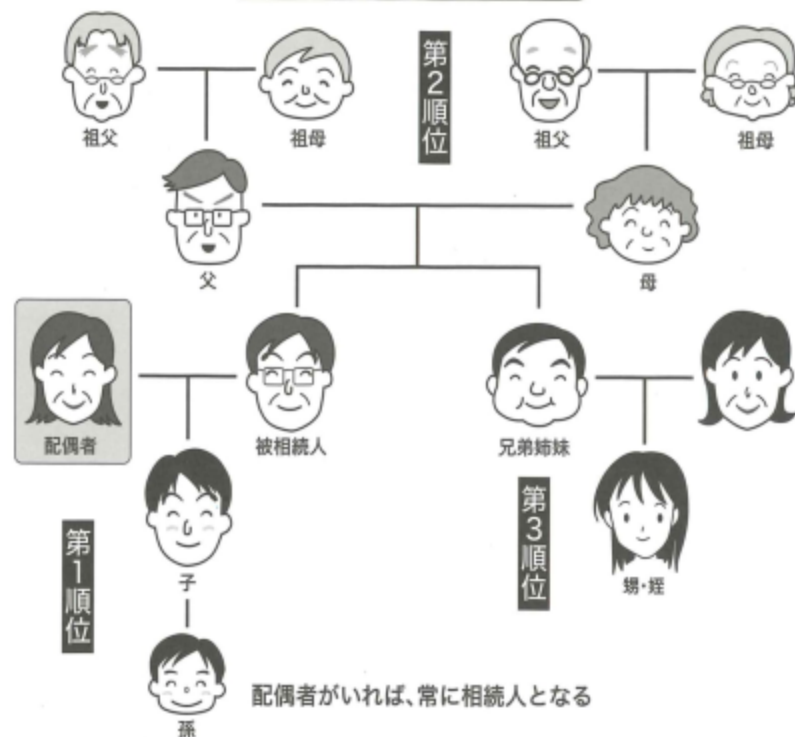 第2順位
祖父
祖母
祖父
祖母
父
母
配偶者
被相続人
兄弟姉妹
第1順位
子
第3順位
甥・姪
孫
配偶者がいれば、常に相続人となる